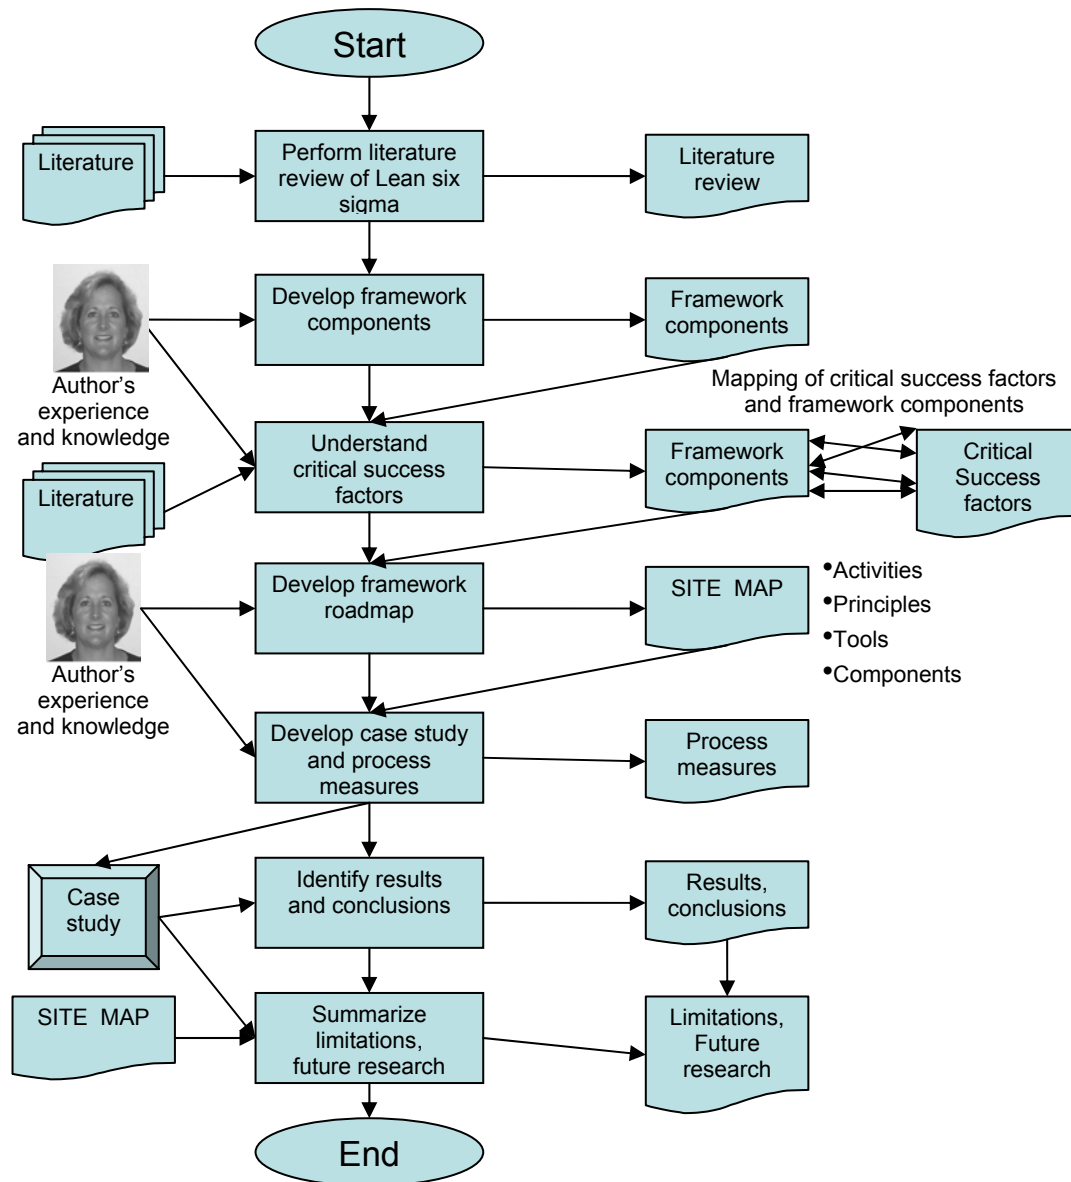 Start
Literature
Perform literature
review of Lean six
sigma
Literature
review
Develop framework
components
Framework
components
Author's
experience
and knowledge
Mapping of critical success factors
and framework components
Literature
Understand
critical success
factors
Framework
components
Critical
Success
factors
Develop framework
roadmap
SITE MAP
•Activities
•Principles
•Tools
•Components
Author's
experience
and knowledge
Develop case study
and process
measures
Process
measures
Case
study
Identify results
and conclusions
Results,
conclusions
SITE MAP
Summarize
limitations,
future research
Limitations,
Future
research
End